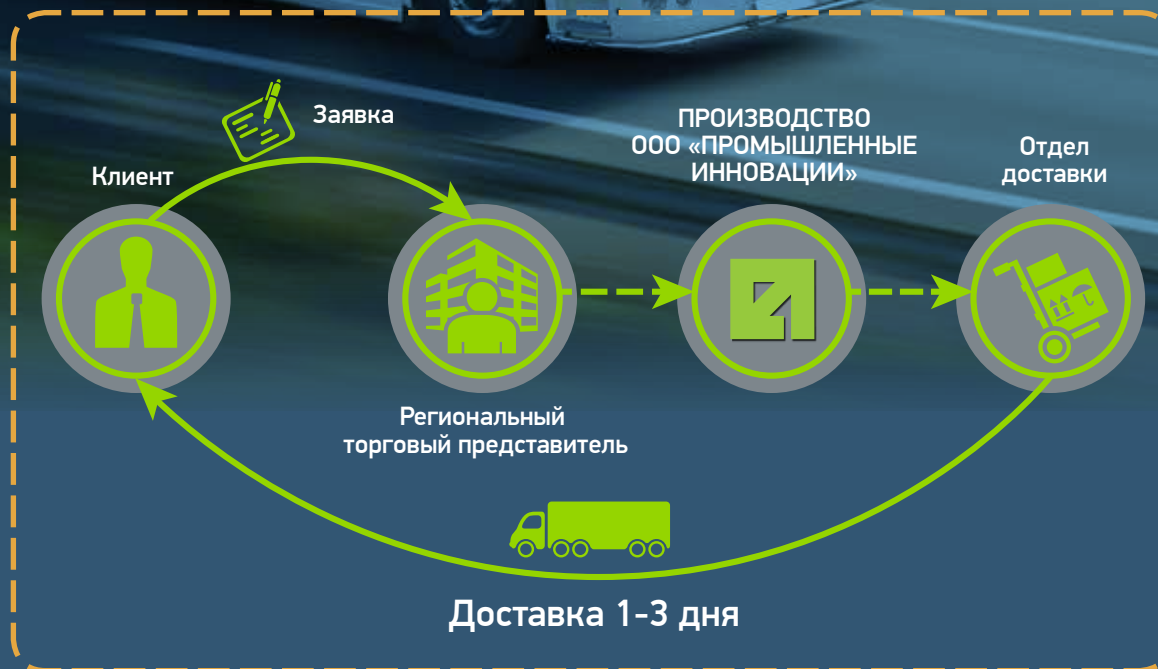 Заявка
Клиент
ПРОИЗВОДСТВО
ООО «ПРОМЫШЛЕННЫЕ
ИННОВАЦИИ»
Отдел
доставки
Региональный
торговый представитель
Доставка 1-3 дня